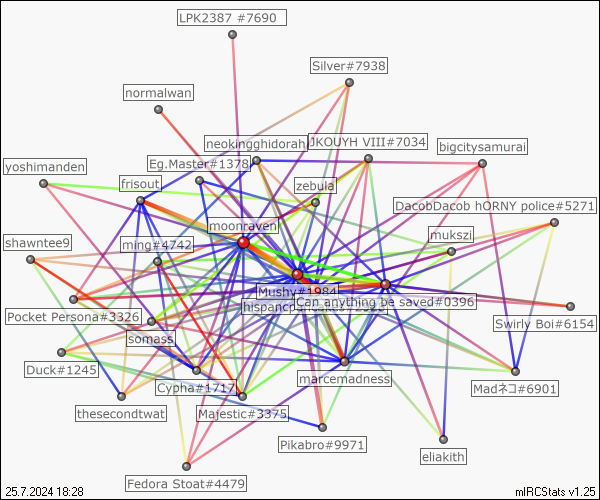 LPK2387 #7690
Silver#7938
normalwan
neokingghidorah
JKOUYH VIII#7034
bigcitysamurai
Eg.Master#1378
yoshimanden
frisout
zebula
DacobDacob hORNY police#5271
moonraven
mukszi
shawntee9
ming#4742
Mushy#1984
Can anything be saved#0396
Pocket Persona#3326
Swirly Boi#6154
somass
Duck#1245
marcemadness
Cypha#1717
Madネコ#6901
thesecondtwat
Majestic#3375
Pikabro#9971
eliakith
Fedora Stoat#4479
25.7.2024 18:28
mIRCStats v1.25